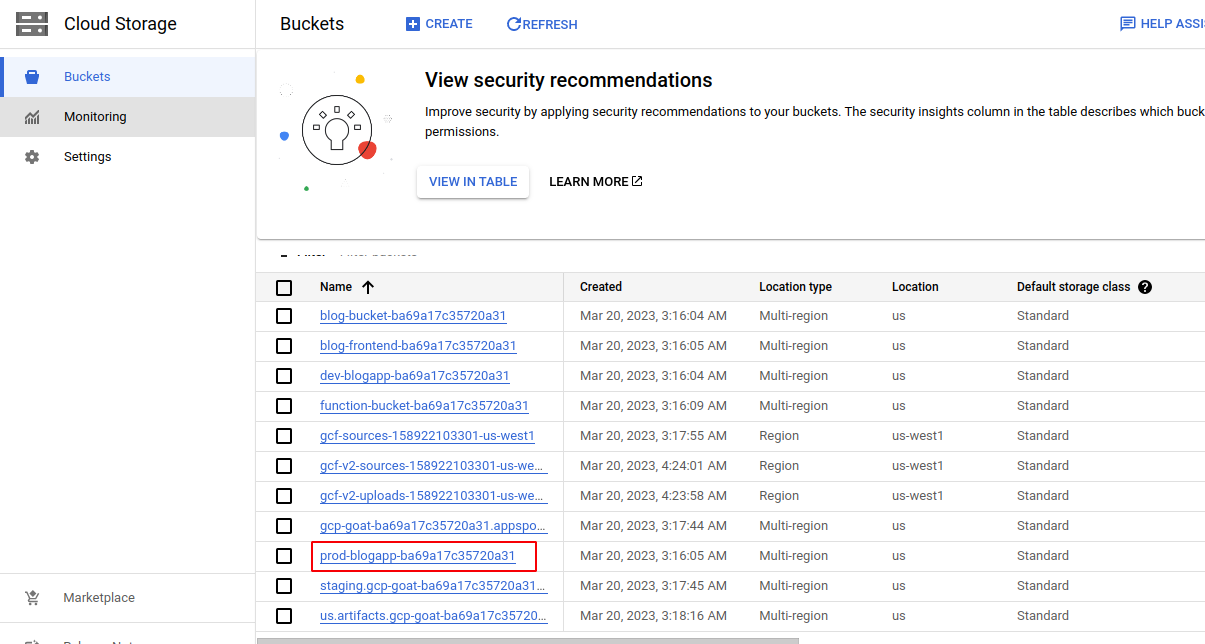 Cloud Storage
Buckets
CREATE
REFRESH
HELP ASSI
Buckets
Monitoring
Settings
View security recommendations
Improve security by applying security recommendations to your buckets. The security insights column in the table describes which buck
permissions.
VIEW IN TABLE
LEARN MORE
Name Created Location type Location Default storage class
blog-bucket-ba69a17c35720a31 Mar 20, 2023, 3:16:04 AM Multi-region us Standard
blog-frontend-ba69a17c35720a31 Mar 20, 2023, 3:16:05 AM Multi-region us Standard
dev-blogapp-ba69a17c35720a31 Mar 20, 2023, 3:16:04 AM Multi-region us Standard
function-bucket-ba69a17c35720a31 Mar 20, 2023, 3:16:09 AM Multi-region us Standard
gcf-sources-158922103301-us-west1 Mar 20, 2023, 3:17:55 AM Region us-west1 Standard
gcf-v2-sources-158922103301-us-we... Mar 20, 2023, 4:24:01 AM Region us-west1 Standard
gcf-v2-uploads-158922103301-us-we... Mar 20, 2023, 4:23:58 AM Region us-west1 Standard
gcp-goat-ba69a17c35720a31.appspo... Mar 20, 2023, 3:17:44 AM Multi-region us Standard
prod-blogapp-ba69a17c35720a31 Mar 20, 2023, 3:16:05 AM Multi-region us Standard
staging.gcp-goat-ba69a17c35720a31... Mar 20, 2023, 3:17:45 AM Multi-region us Standard
us.artifacts.gcp-goat-ba69a17c35720... Mar 20, 2023, 3:18:16 AM Multi-region us Standard
Marketplace